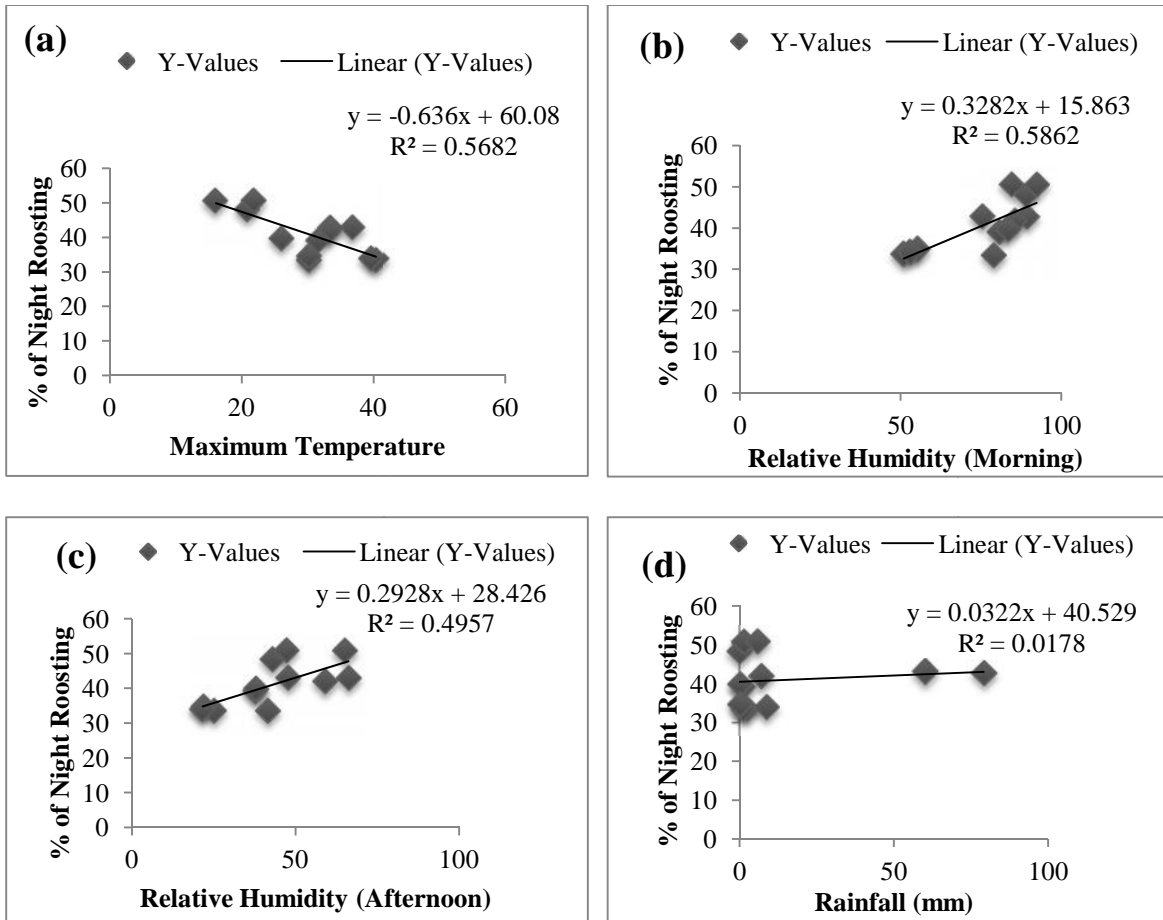 (a)
Y-Values Linear (Y-Values)
y = -0.636x + 60.08
R² = 0.5682
60
50
40
30
20
10
0
% of Night Roosting
0 20 40 60
Maximum Temperature
(b)
Y-Values Linear (Y-Values)
y = 0.3282x + 15.863
R² = 0.5862
60
50
40
30
20
10
0
% of Night Roosting
0 50 100
Relative Humidity (Morning)
(c)
Y-Values Linear (Y-Values)
y = 0.2928x + 28.426
R² = 0.4957
60
50
40
30
20
10
0
% of Night Roosting
0 50 100
Relative Humidity (Afternoon)
(d)
Y-Values Linear (Y-Values)
y = 0.0322x + 40.529
R² = 0.0178
60
50
40
30
20
10
0
% of Night Roosting
0 50 100
Rainfall (mm)